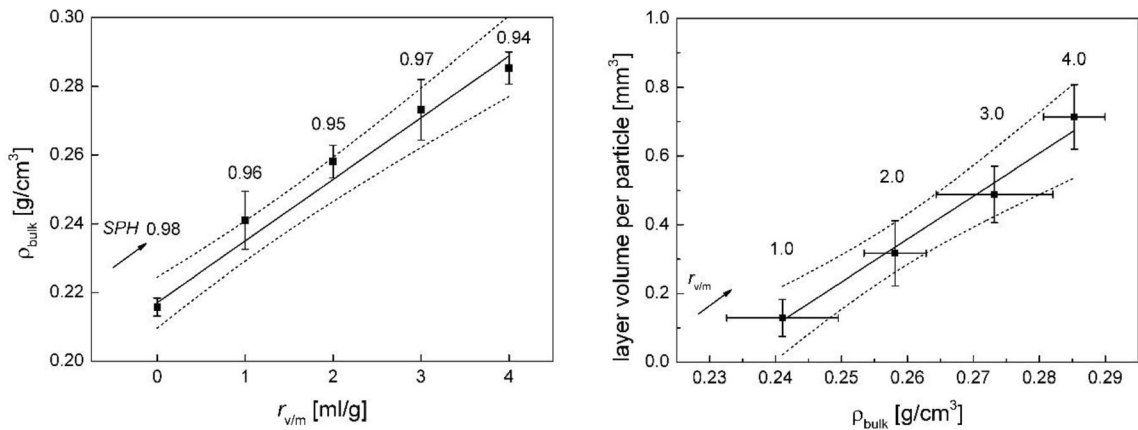 0.30
0.28
0.26
0.24
0.22
0.20
ρbulk [g/cm³]
SPH 0.98
0.96
0.95
0.97
0.94
0 1 2 3 4
rv/m [ml/g]
1.0
0.8
0.6
0.4
0.2
0.0
layer volume per particle [mm³]
rv/m
1.0
2.0
3.0
4.0
0.23 0.24 0.25 0.26 0.27 0.28 0.29
ρbulk [g/cm³]